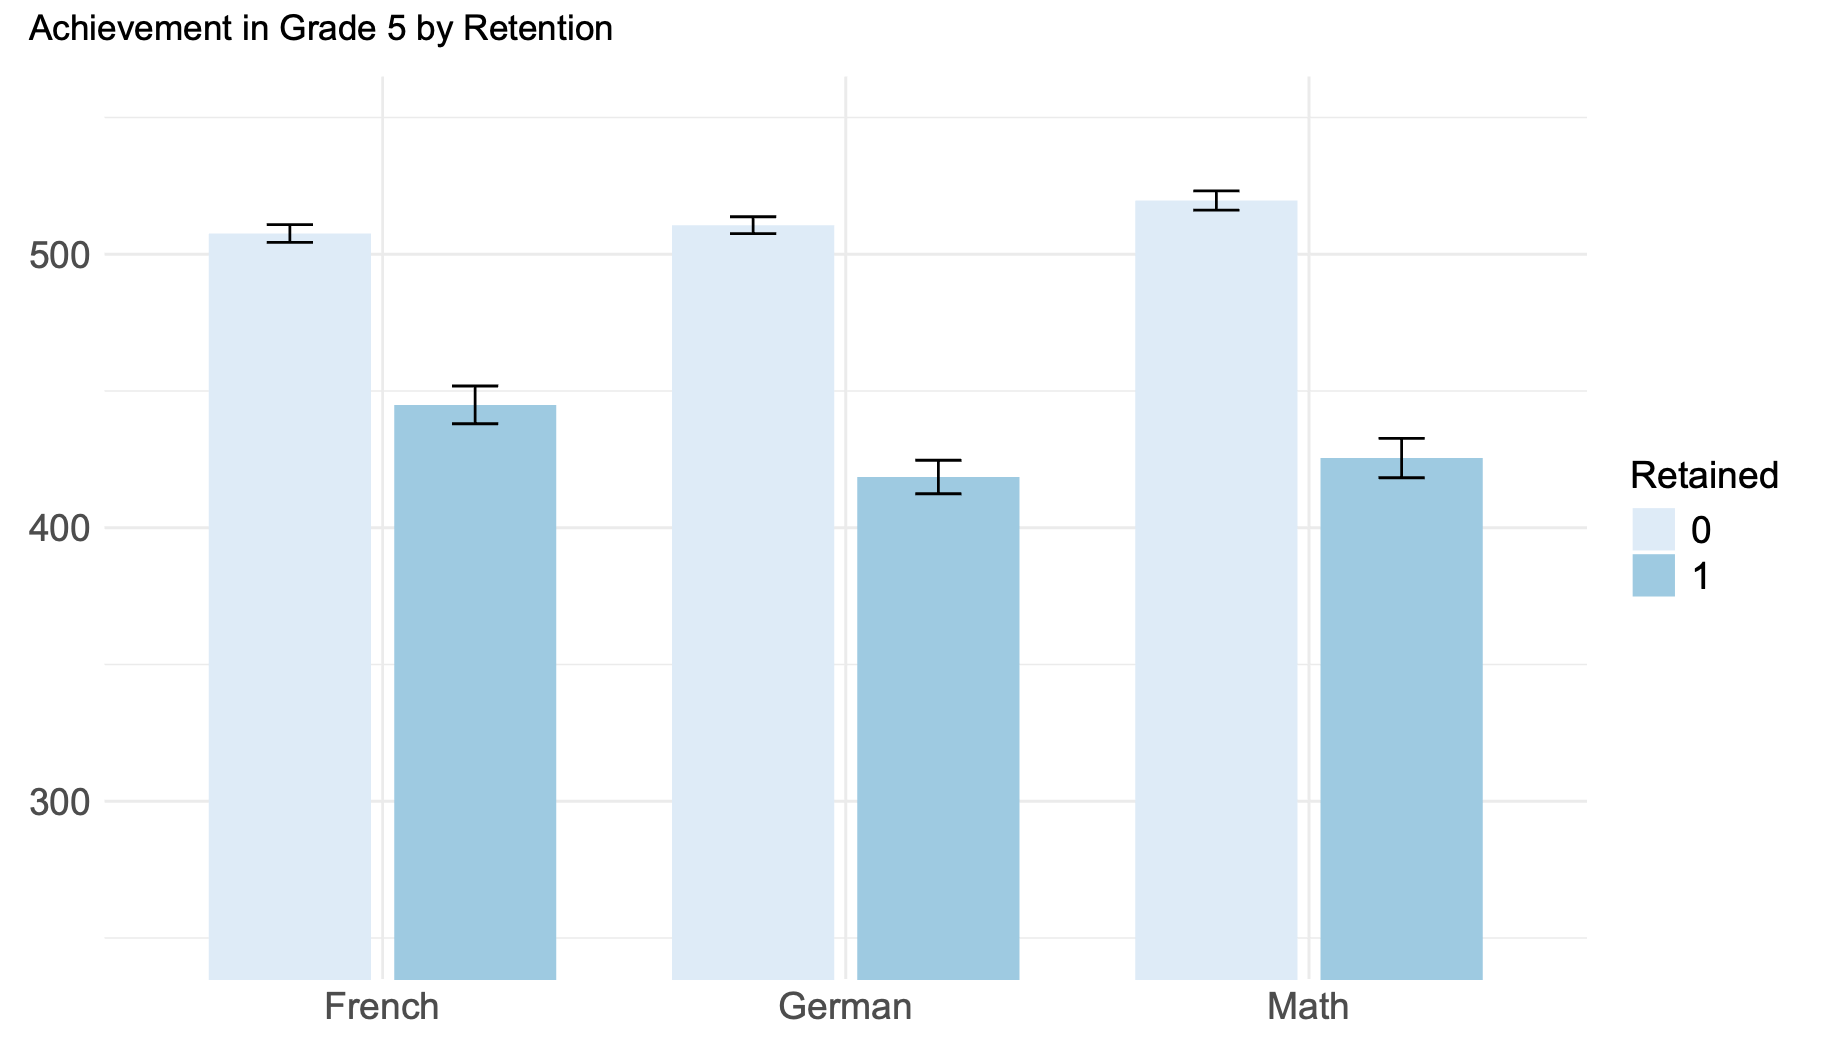 Achievement in Grade 5 by Retention
500
400
300
French German Math
Retained
0
1